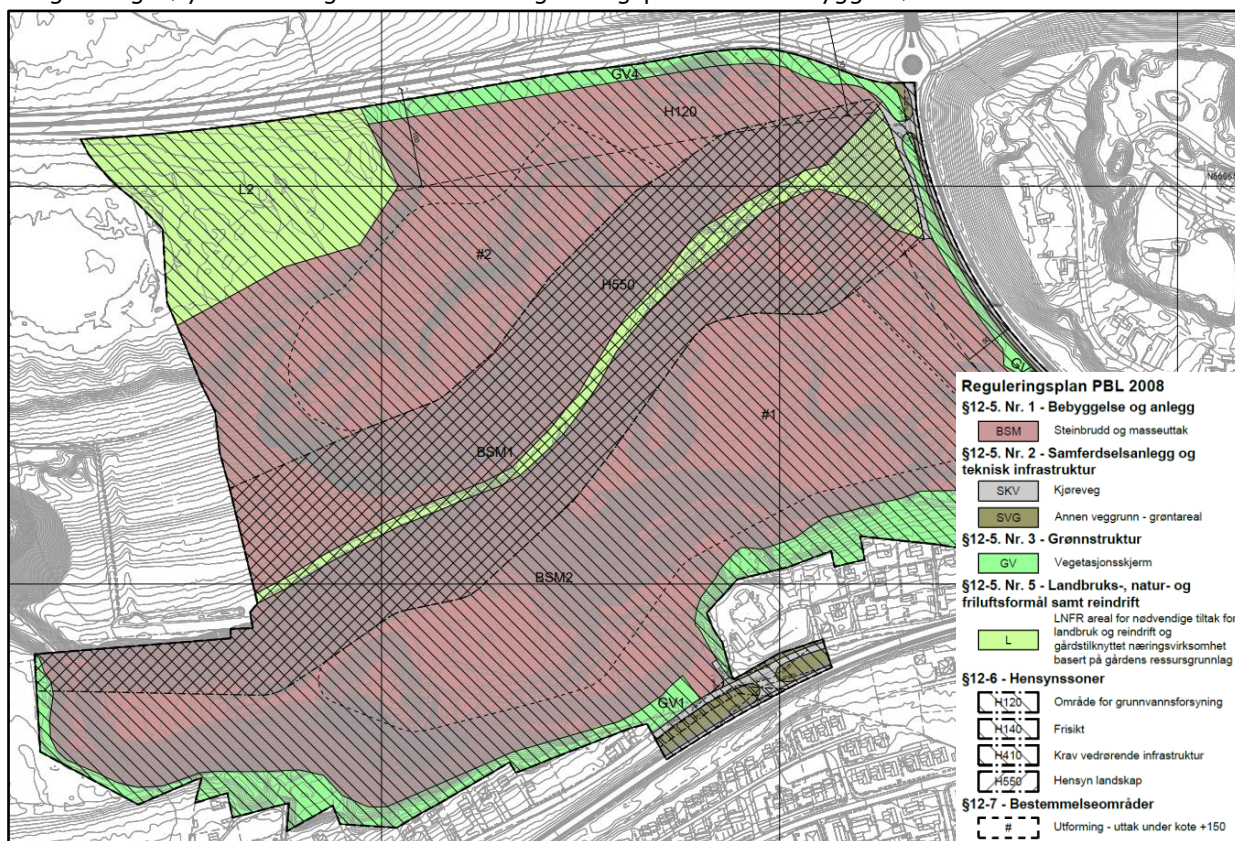 GV4
H120
L2
#2
H550
#1
BSM1
BSM2
GV1
Reguleringsplan PBL 2008
§12-5. Nr. 1 - Bebyggelse og anlegg
BSM Steinbrudd og masseuttak
§12-5. Nr. 2 - Samferdselsanlegg og
teknisk infrastruktur
SKV Kjøreveg
SVG Annen veggrunn - grøntareal
§12-5. Nr. 3 - Grønnstruktur
GV Vegetasjonsskjerm
§12-5. Nr. 5 - Landbruks-, natur- og
friluftsformål samt reindrift
LNFR areal for nødvendige tiltak for
landbruk og reindrift og
L gårdstilknyttet næringsvirksomhet
basert på gårdens ressursgrunnlag
§12-6 - Hensynssoner
H120 Område for grunnvannsforsyning
H140 Frisikt
H410 Krav vedrørende infrastruktur
H550 Hensyn landskap
§12-7 - Bestemmelseområder
# Utforming - uttak under kote +150